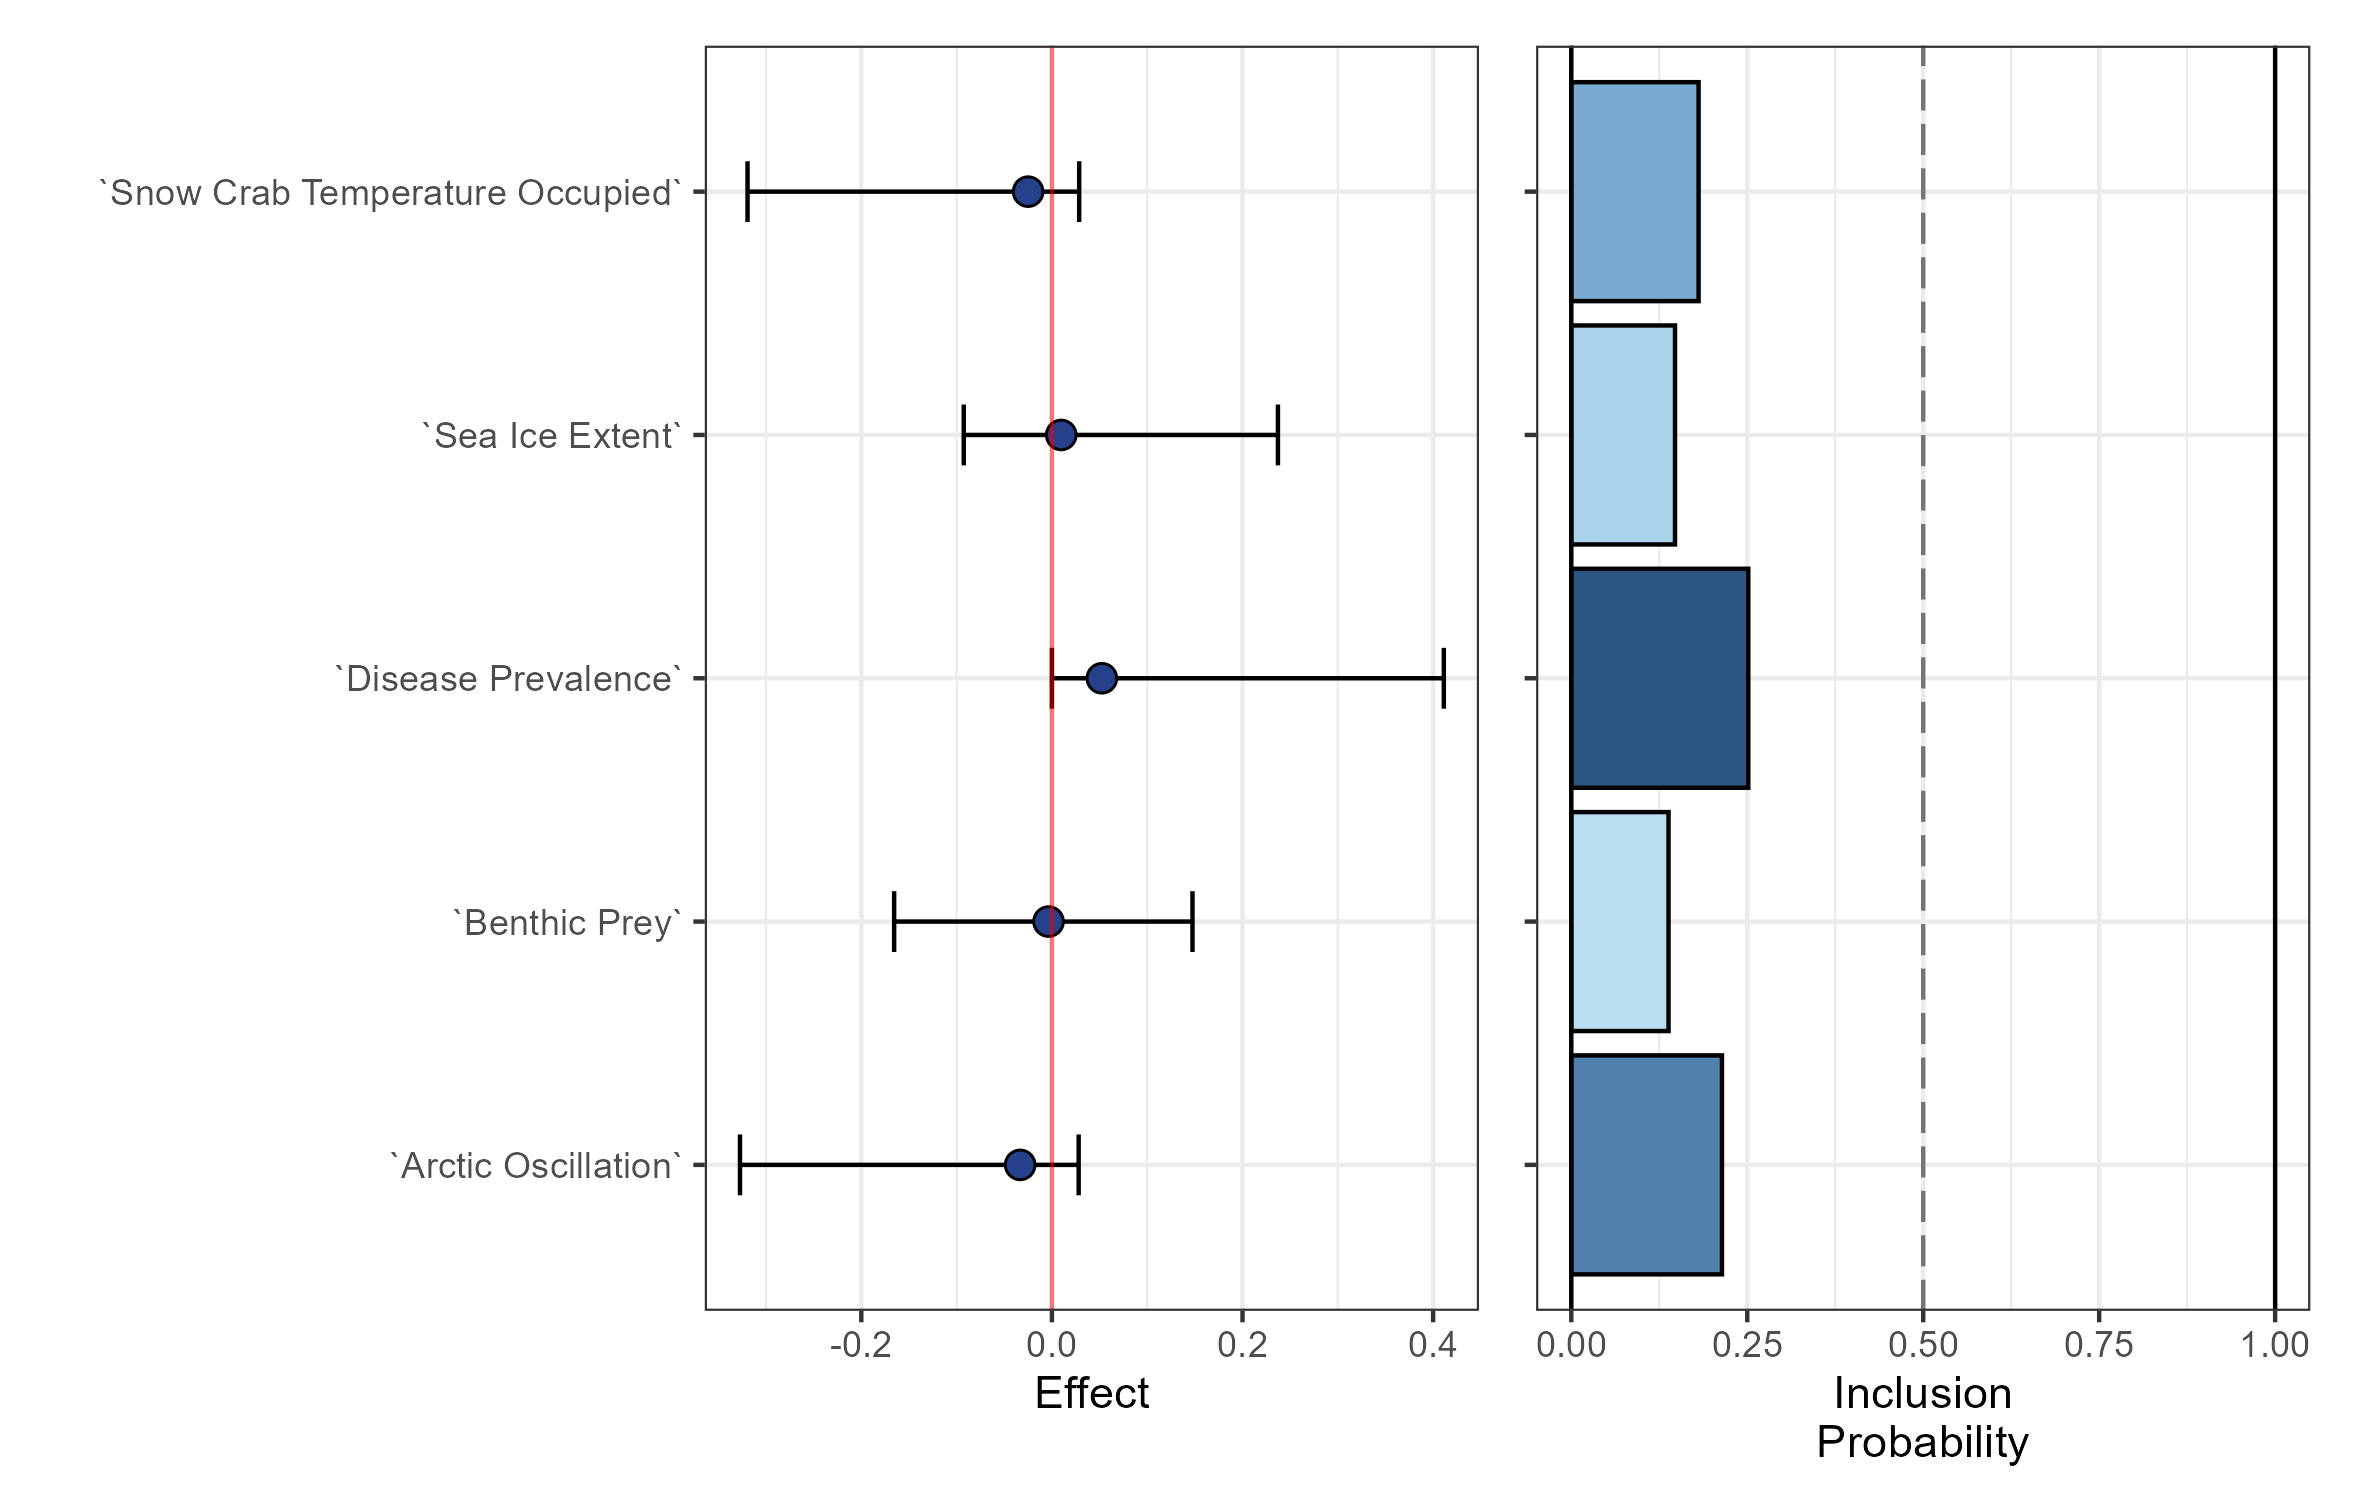 `Snow Crab Temperature Occupied`
`Sea Ice Extent`
`Disease Prevalence`
`Benthic Prey`
`Arctic Oscillation`
-0.2 0.0 0.2 0.4
Effect
0.00 0.25 0.50 0.75 1.00
Inclusion
Probability